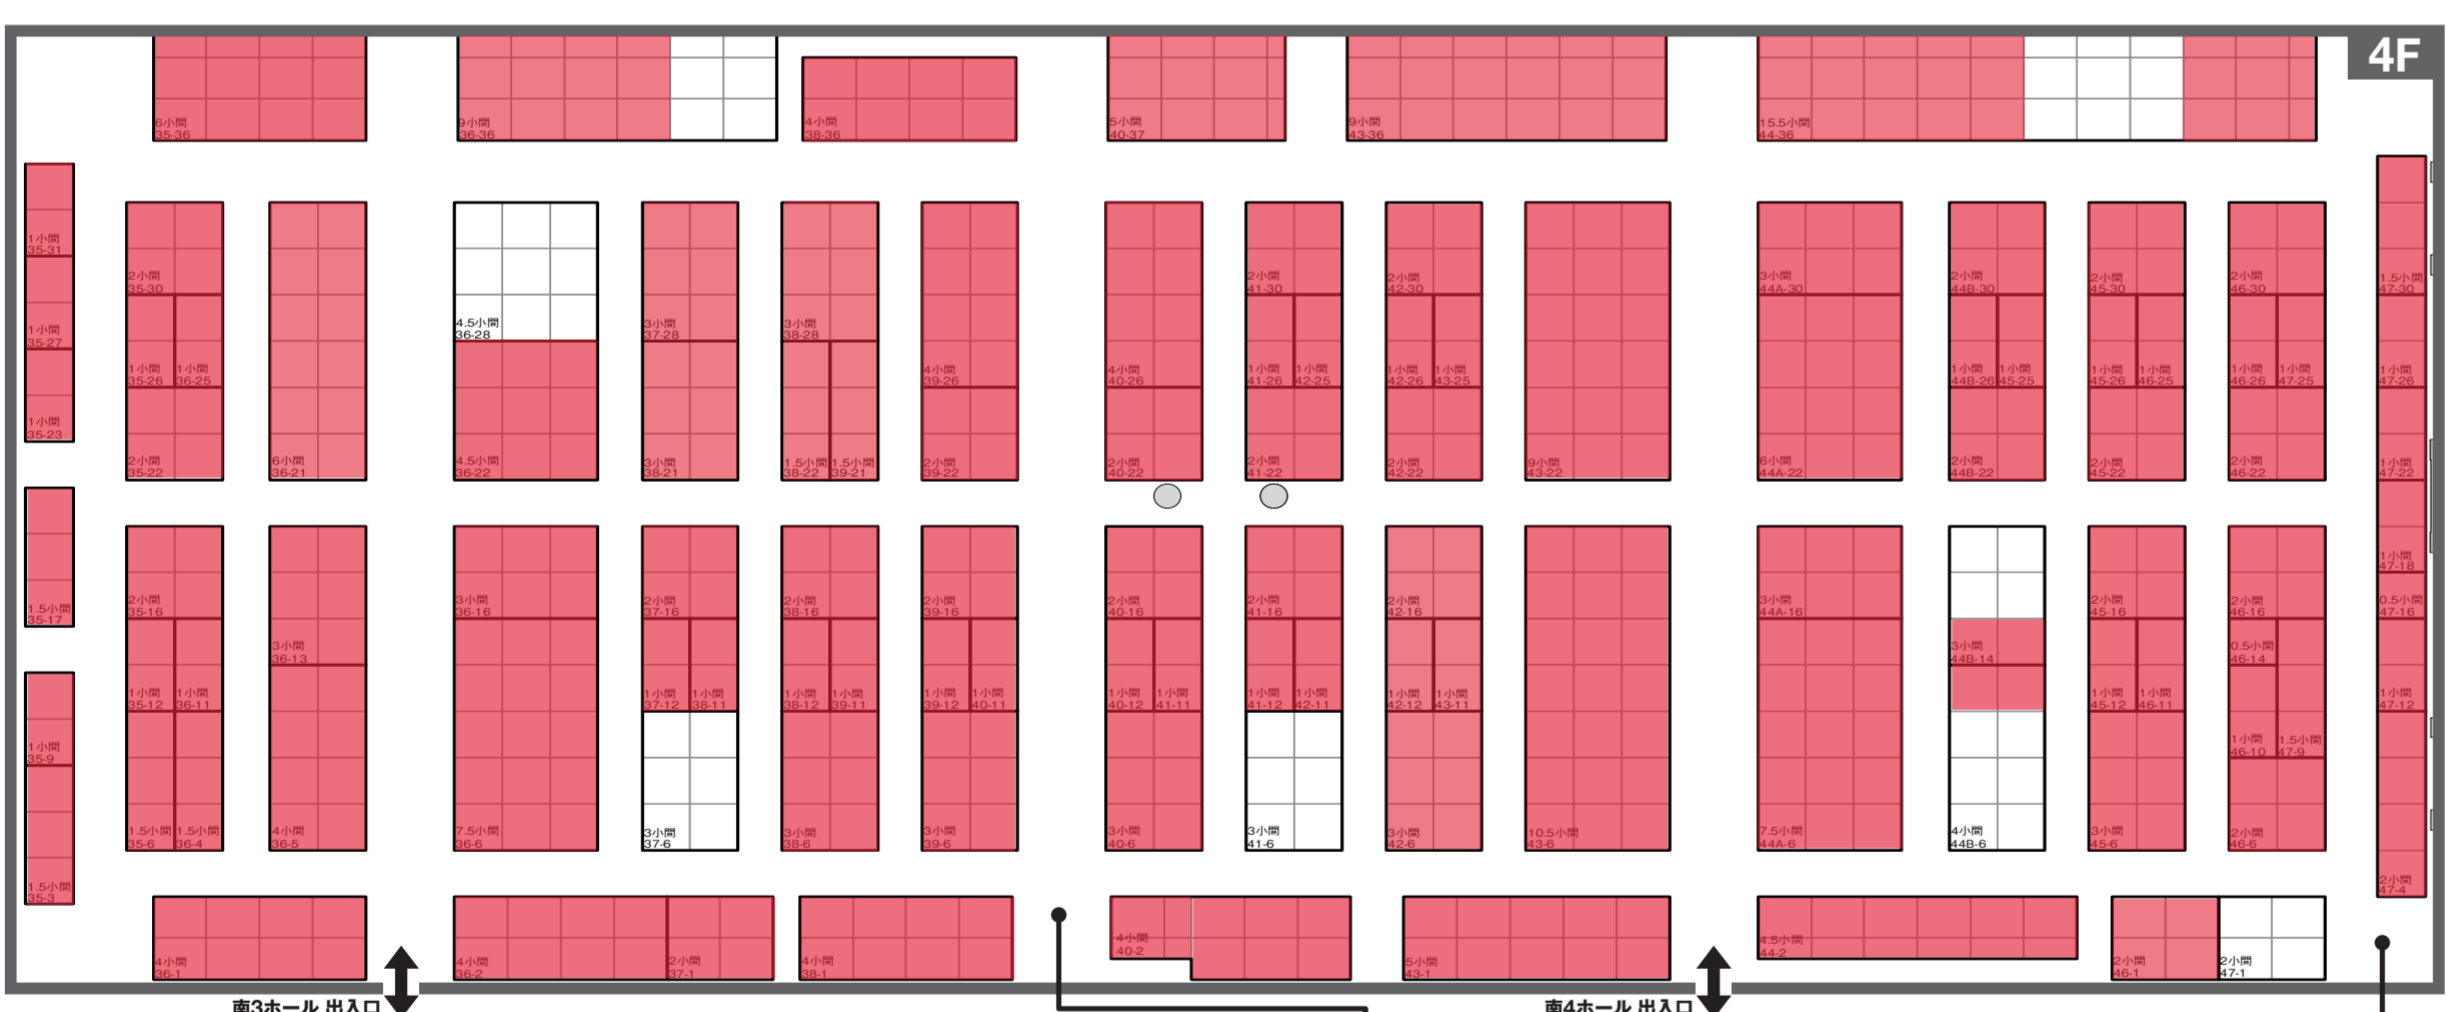 4F
6小間
35-36
9小間
36-36
4小間
38-36
5小間
40-37
9小間
43-36
15.5小間
44-36
1小間
35-31
1小間
35-27
1小間
35-23
2小間
35-30
1小間
35-26
1小間
36-25
2小間
35-22
6小間
36-21
4.5小間
36-28
4.5小間
36-22
3小間
37-28
3小間
38-21
3小間
38-28
1.5小間
38-22
1.5小間
39-21
4小間
39-26
2小間
39-22
4小間
40-26
2小間
40-22
2小間
41-30
1小間
41-26
1小間
42-25
2小間
41-22
2小間
42-30
1小間
42-26
1小間
43-25
2小間
42-22
9小間
43-22
3小間
44A-30
6小間
44A-22
2小間
44B-30
1小間
44B-26
1小間
45-25
2小間
44B-22
2小間
45-30
1小間
45-26
1小間
46-25
2小間
45-22
2小間
46-30
1小間
46-26
1小間
47-25
2小間
46-22
1.5小間
47-30
1小間
47-26
1小間
47-22
1小間
47-18
0.5小間
47-16
1小間
47-12
2小間
47-4
1.5小間
35-17
1小間
35-9
1.5小間
35-3
2小間
35-16
1小間
35-12
1小間
36-11
1.5小間
35-6
1.5小間
36-4
3小間
36-13
4小間
36-5
3小間
36-16
7.5小間
36-6
2小間
37-16
1小間
37-12
1小間
38-11
3小間
37-6
2小間
38-16
1小間
38-12
1小間
39-11
3小間
38-6
2小間
39-16
1小間
39-12
1小間
40-11
3小間
39-6
2小間
40-16
1小間
40-12
1小間
41-11
3小間
40-6
2小間
41-16
1小間
41-12
1小間
42-11
3小間
41-6
2小間
42-16
1小間
42-12
1小間
43-11
3小間
42-6
10.5小間
43-6
3小間
44A-16
7.5小間
44A-6
3小間
44B-14
4小間
44B-6
2小間
45-16
1小間
45-12
1小間
46-11
3小間
45-6
2小間
46-16
0.5小間
46-14
1小間
46-10
1.5小間
47-9
2小間
46-6
4小間
36-1
4小間
36-2
2小間
37-1
4小間
38-1
4小間
40-2
5小間
43-1
4.5小間
44-2
2小間
46-1
2小間
47-1
南3ホール 出入口
南4ホール 出入口